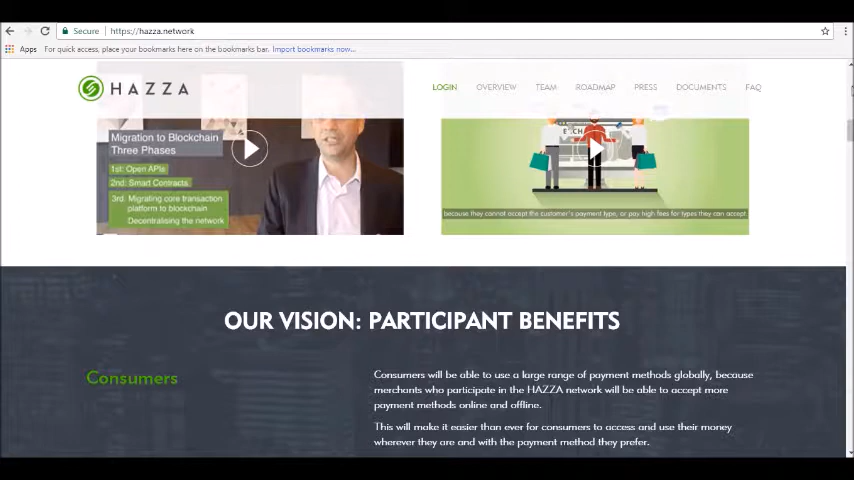 Secure
https://hazza.network
Apps
For quick access, place your bookmarks here on the bookmarks bar. Import bookmarks now...
HAZZA
LOGIN
OVERVIEW
TEAM
ROADMAP
PRESS
DOCUMENTS
FAQ
Migration to Blockchain
Three Phases
1st: Open APIs
2nd: Smart Contracts
3rd. Migrating core transaction
platform to blockchain
Decentralising the network
because they cannot accept the customer's payment type, or pay high fees for types they can accept.
OUR VISION: PARTICIPANT BENEFITS
Consumers
Consumers will be able to use a large range of payment methods globally, because
merchants who participate in the HAZZA network will be able to accept more
payment methods online and offline.
This will make it easier than ever for consumers to access and use their money
wherever they are and with the payment method they prefer.